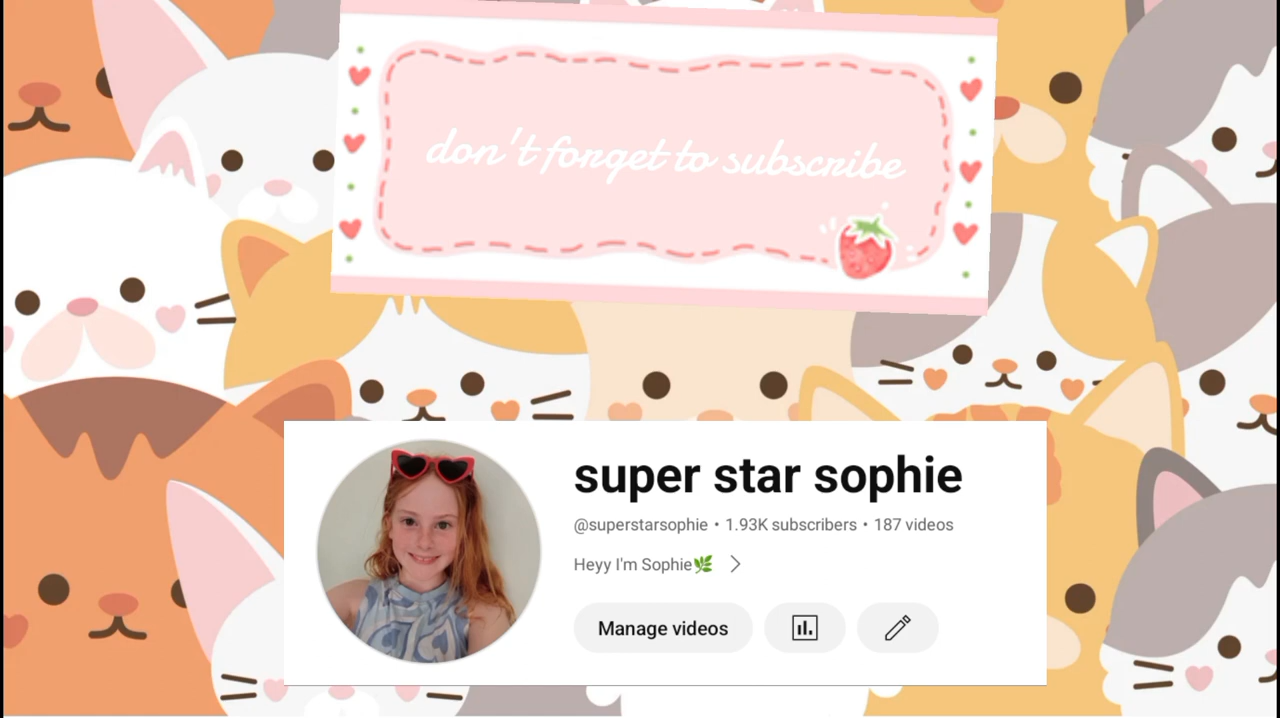 don't forget to subscribe
super star sophie
@superstarsophie • 1.93K subscribers • 187 videos
Heyy I'm Sophie🌿
Manage videos